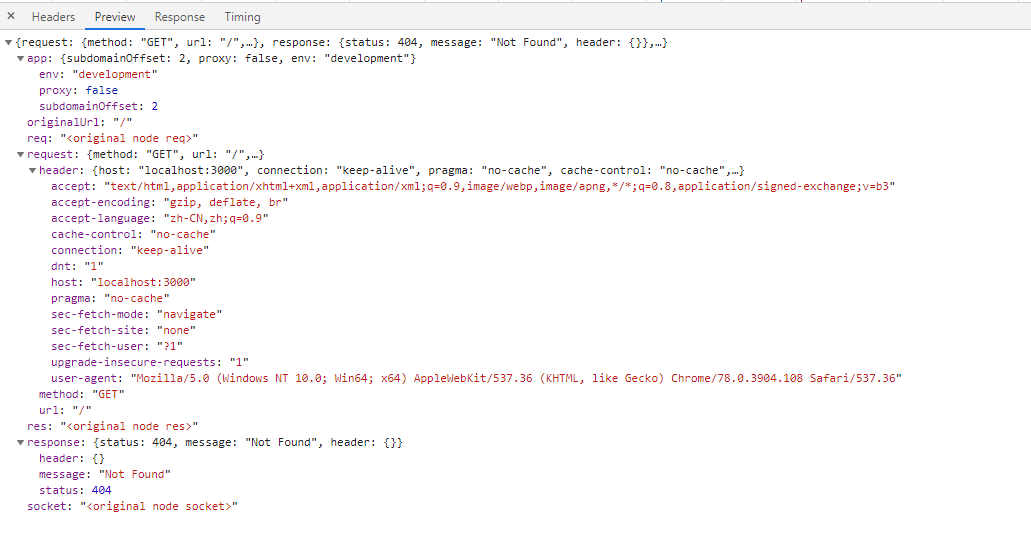 × Headers Preview Response Timing
▼{request: {method: "GET", url: "/",…}, response: {status: 404, message: "Not Found", header: {}},…}
▼app: {subdomainOffset: 2, proxy: false, env: "development"}
env: "development"
proxy: false
subdomainOffset: 2
originalUrl: "/"
req: "<original node req>"
▼request: {method: "GET", url: "/",…}
▼header: {host: "localhost:3000", connection: "keep-alive", pragma: "no-cache", cache-control: "no-cache",…}
accept: "text/html,application/xhtml+xml,application/xml;q=0.9,image/webp,image/apng,*/*;q=0.8,application/signed-exchange;v=b3"
accept-encoding: "gzip, deflate, br"
accept-language: "zh-CN,zh;q=0.9"
cache-control: "no-cache"
connection: "keep-alive"
dnt: "1"
host: "localhost:3000"
pragma: "no-cache"
sec-fetch-mode: "navigate"
sec-fetch-site: "none"
sec-fetch-user: "?1"
upgrade-insecure-requests: "1"
user-agent: "Mozilla/5.0 (Windows NT 10.0; Win64; x64) AppleWebKit/537.36 (KHTML, like Gecko) Chrome/78.0.3904.108 Safari/537.36"
method: "GET"
url: "/"
res: "<original node res>"
▼response: {status: 404, message: "Not Found", header: {}}
header: {}
message: "Not Found"
status: 404
socket: "<original node socket>"